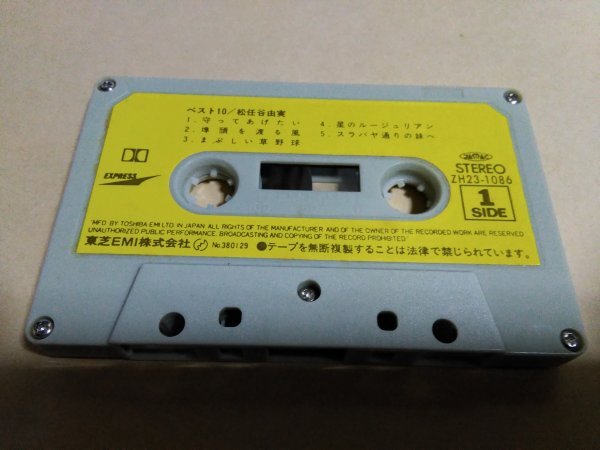 ベスト10／松任谷由実
1. 守ってあげたい
2. 埠頭を渡る風
3. まぶしい草野球
4. 星のルージュリアン
5. スラバヤ通りの妹へ
EXPRESS
STEREO
ZH23-1086
1
SIDE
"MFD BY TOSHIBA EMI LTD. IN JAPAN ALL RIGHTS OF THE MANUFACTURER AND OF THE OWNER OF THE RECORDED WORK ARE RESERVED
UNAUTHORIZED PUBLIC PERFORMANCE, BROADCASTING AND COPYING OF THE RECORD PROHIBITED"
東芝EMI株式会社 No.380129 ●テープを無断複製することは法律で禁じられています。